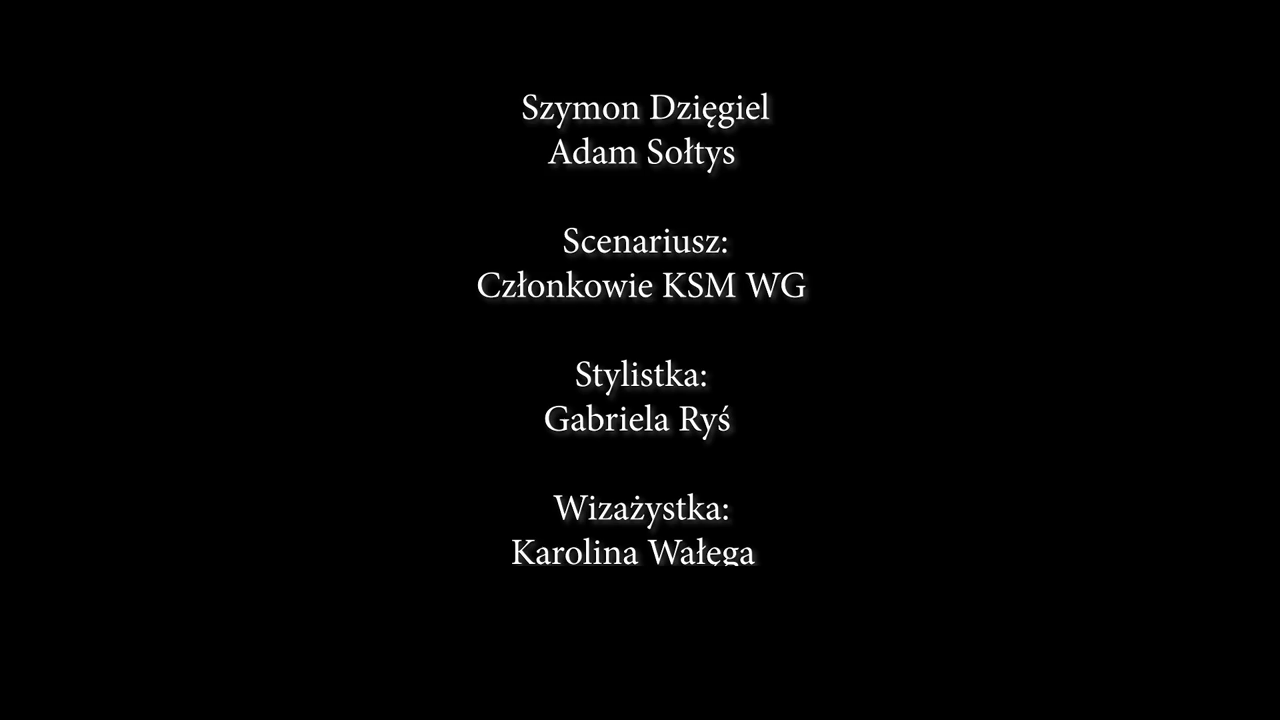 Szymon Dzięgiel
Adam Sołtys
Scenariusz:
Członkowie KSM WG
Stylistka:
Gabriela Ryś
Wizażystka:
Karolina Wałęga